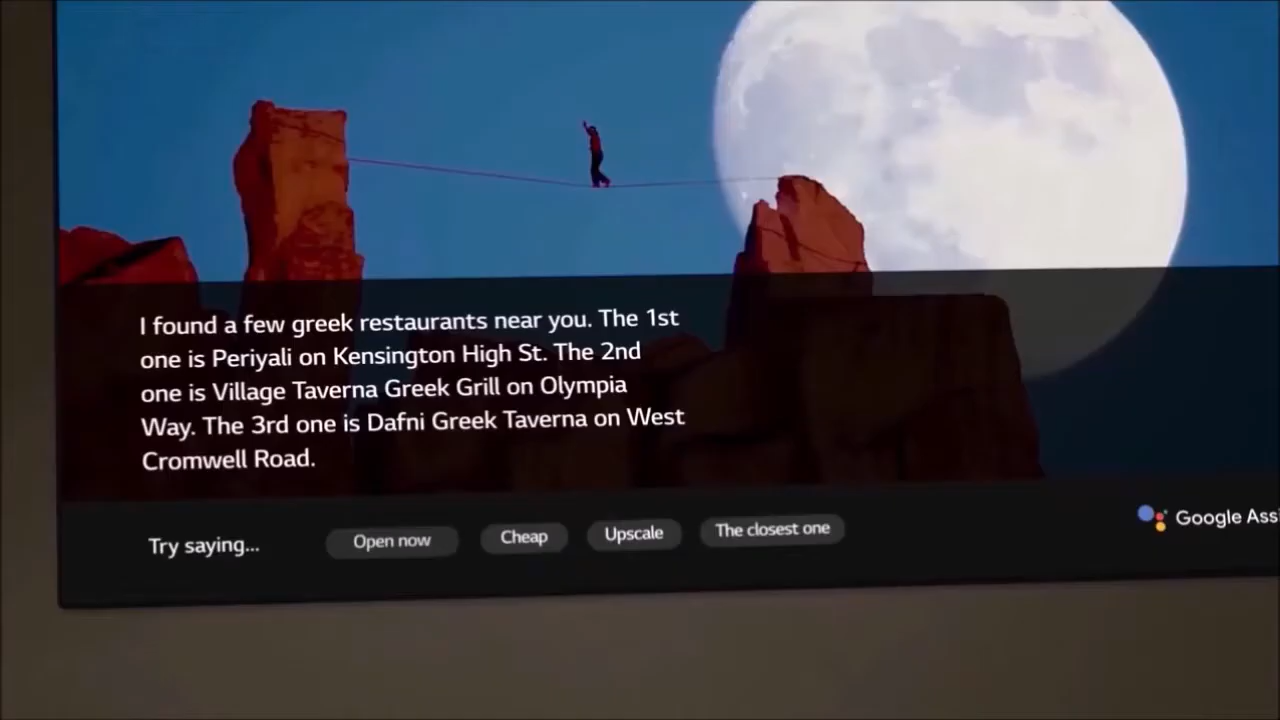 I found a few greek restaurants near you. The 1st
one is Periyali on Kensington High St. The 2nd
one is Village Taverna Greek Grill on Olympia
Way. The 3rd one is Dafni Greek Taverna on West
Cromwell Road.
Try saying...
Open now
Cheap
Upscale
The closest one
Google Assi